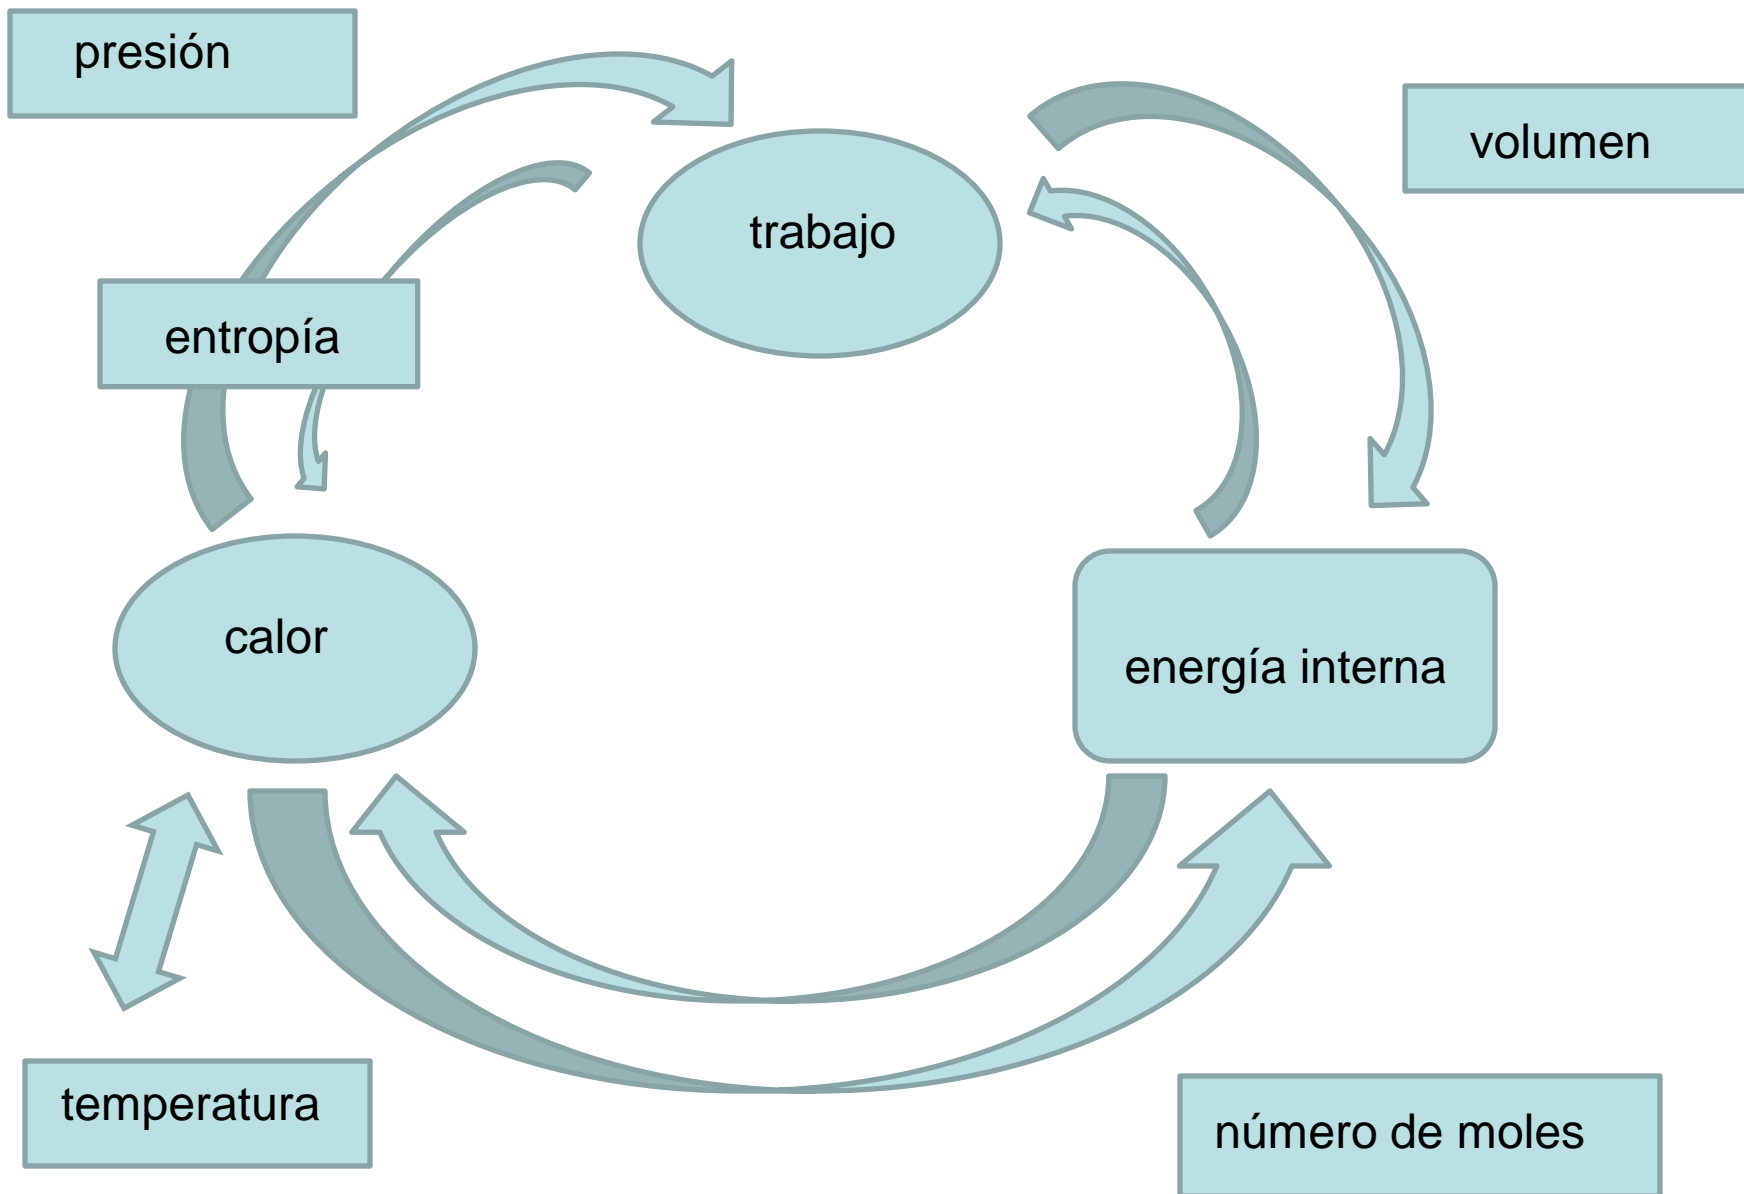 presión
volumen
trabajo
entropía
calor
energía interna
temperatura
número de moles